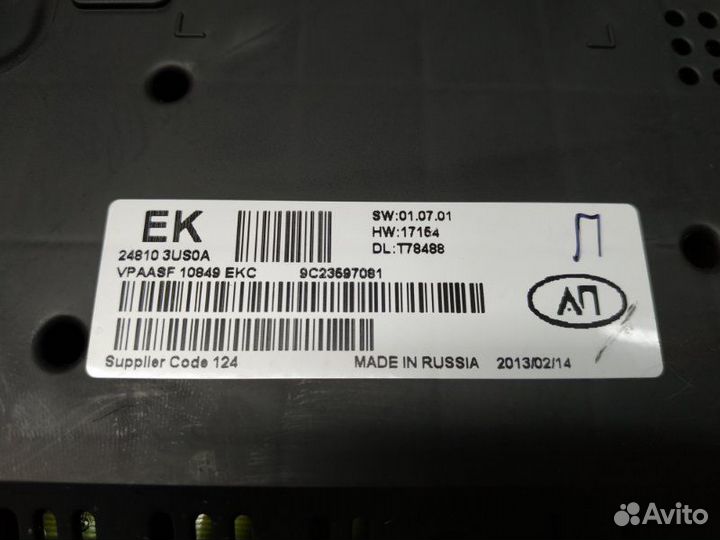 EK
24810 3US0A
VPAASF 10849 EKC 9C23597081
SW:01.07.01
HW:17154
DL:T78488
П
Supplier Code 124 MADE IN RUSSIA 2013/02/14
Avito